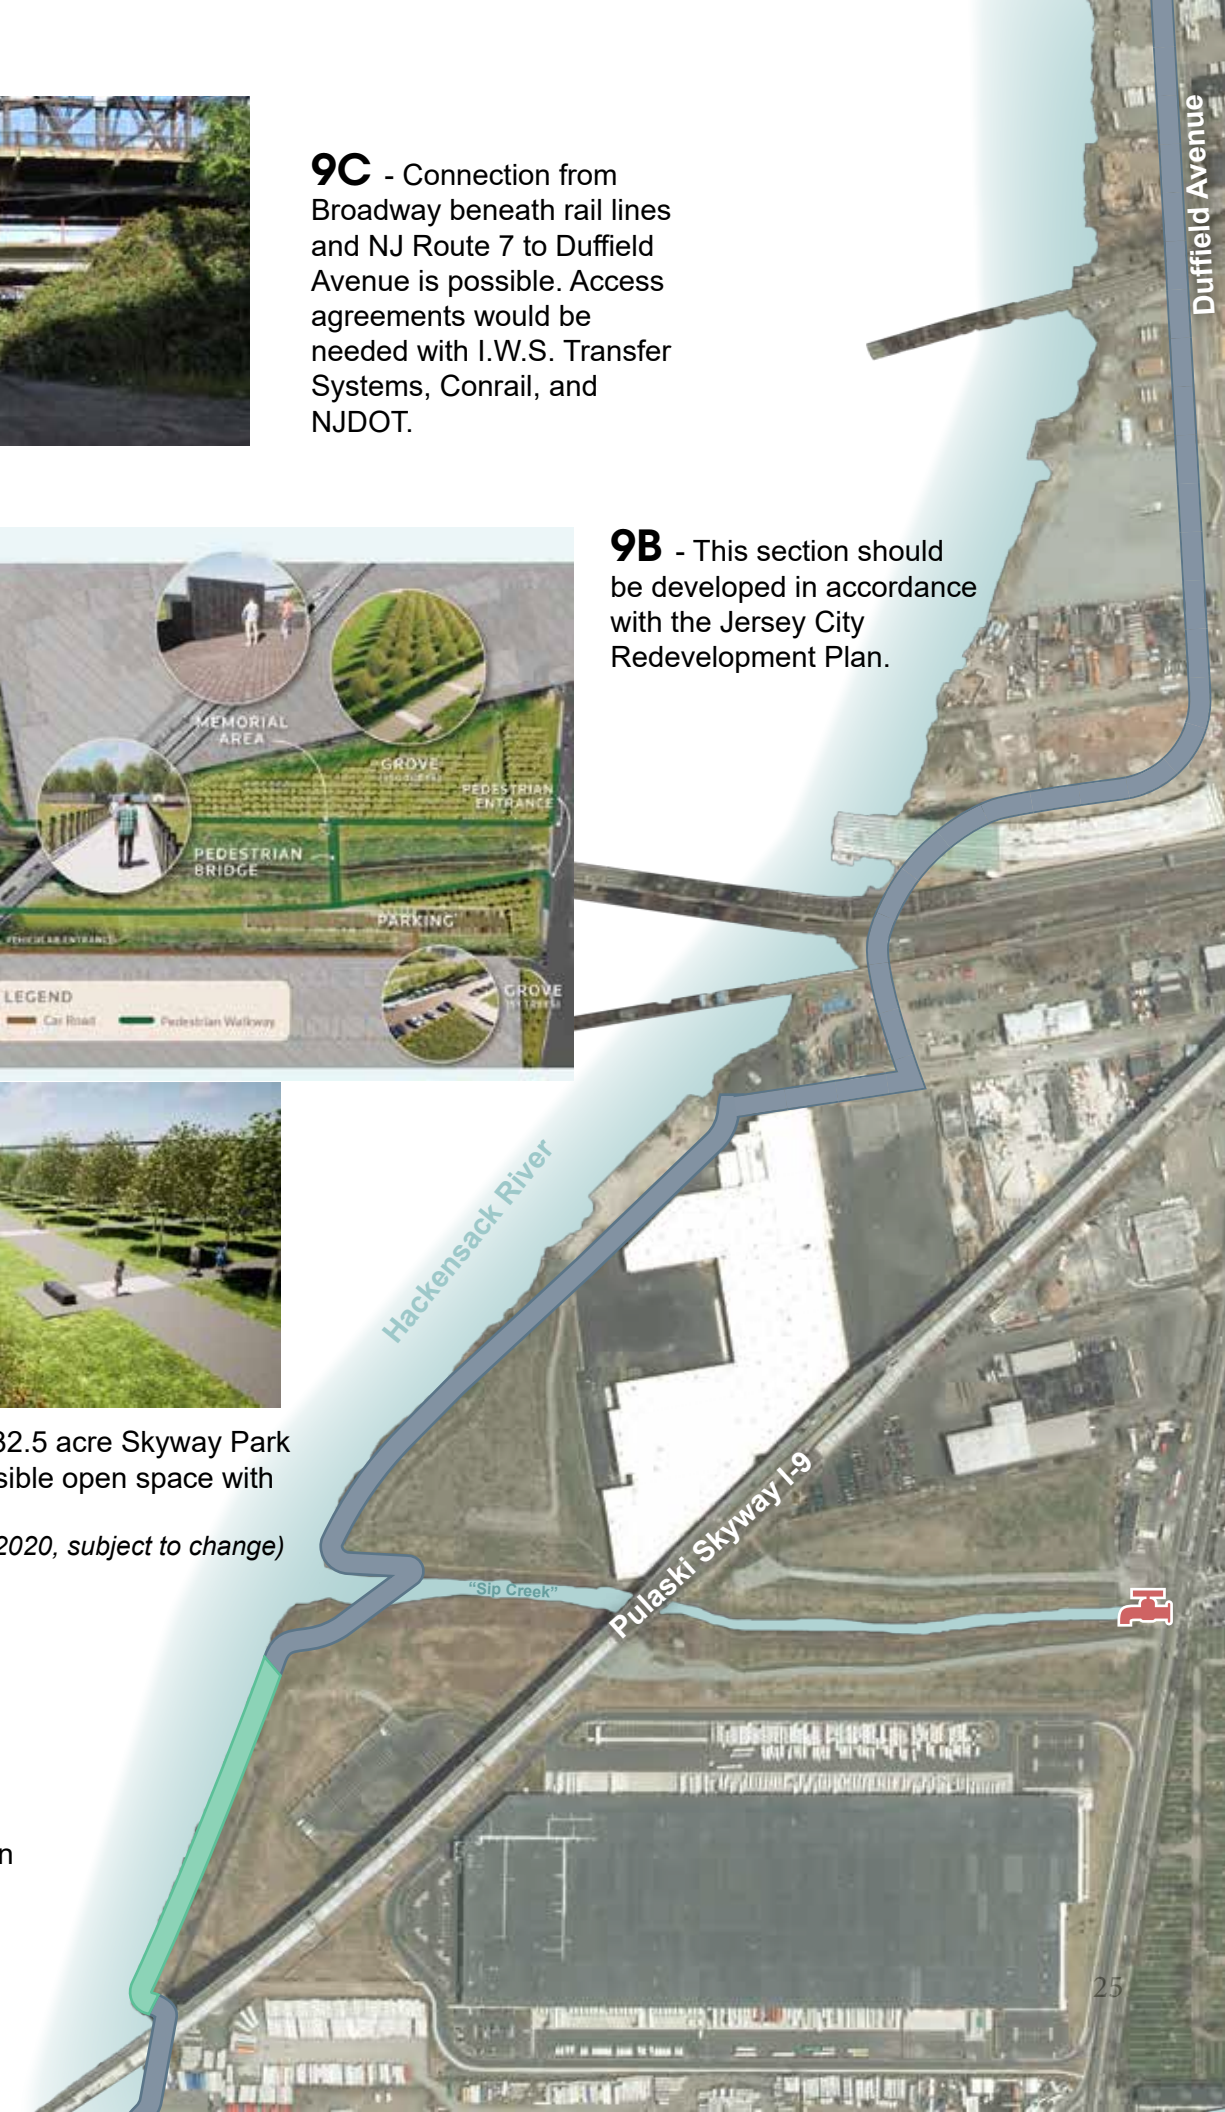 9C - Connection from
Broadway beneath rail lines
and NJ Route 7 to Duffield
Avenue is possible. Access
agreements would be
needed with I.W.S. Transfer
Systems, Conrail, and
NJDOT.
Duffield Avenue
9B - This section should
be developed in accordance
with the Jersey City
Redevelopment Plan.
MEMORIAL
AREA
GROVE
PEDESTRIAN
ENTRANCE
PEDESTRIAN
BRIDGE
PARKING
VEHICULAR ENTRANCE
GROVE
LEGEND
Car Road
Pedestrian Walkway
Hackensack River
32.5 acre Skyway Park
sible open space with
2020, subject to change)
Pulaski Skyway I-9
“Sip Creek”
n
25